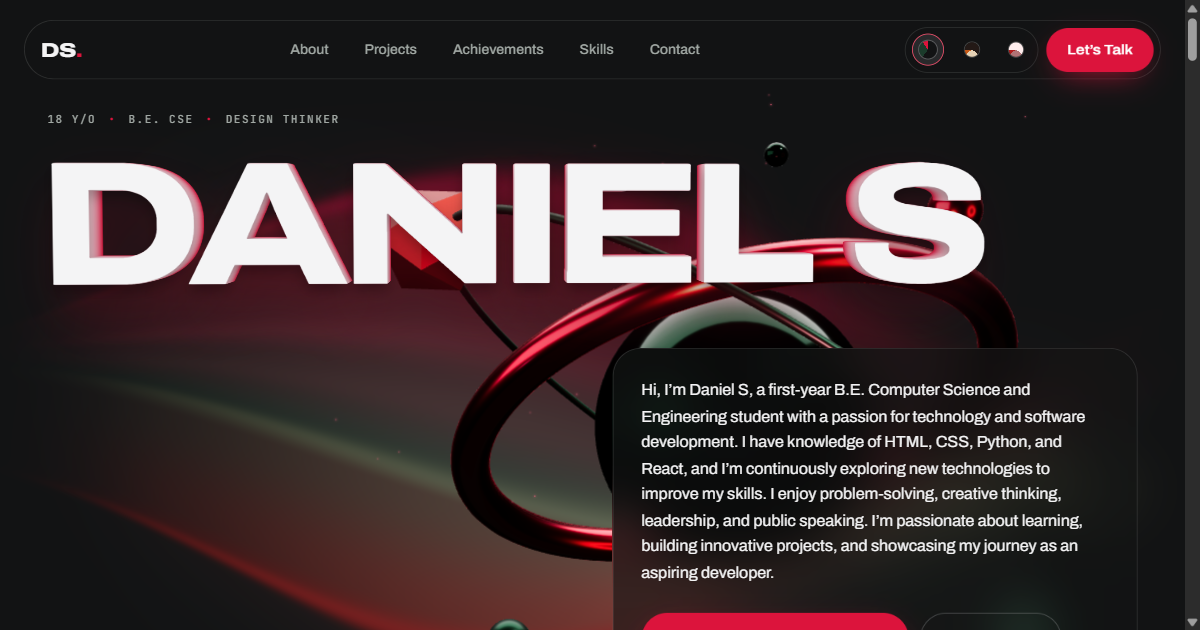 DS.
About
Projects
Achievements
Skills
Contact
Let’s Talk
18 Y/O · B.E. CSE · DESIGN THINKER
DANIEL S
Hi, I’m Daniel S, a first-year B.E. Computer Science and
Engineering student with a passion for technology and software
development. I have knowledge of HTML, CSS, Python, and
React, and I’m continuously exploring new technologies to
improve my skills. I enjoy problem-solving, creative thinking,
leadership, and public speaking. I’m passionate about learning,
building innovative projects, and showcasing my journey as an
aspiring developer.